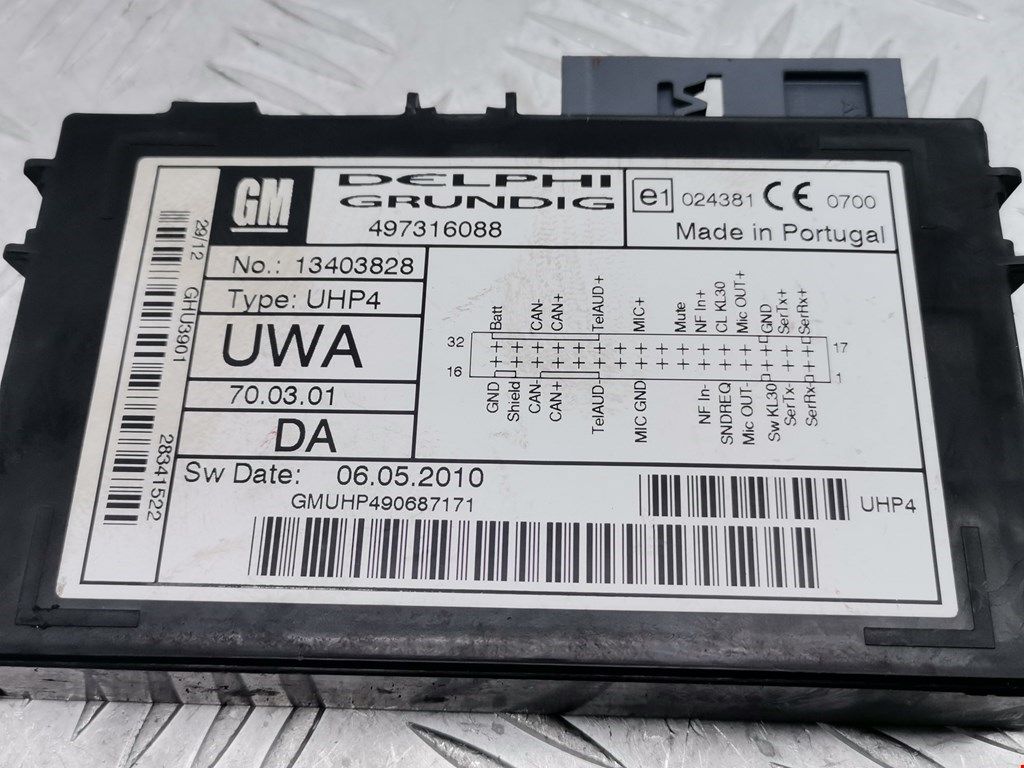 GM
DELPHI
GRUNDIG
497316088
e1 024381 CE 0700
Made in Portugal
29/12
GHU3901
28341522
No.: 13403828
Type: UHP4
UWA
70.03.01
DA
Batt CAN- CAN+ TelAUD+ MIC+ Mute NF In+ CL KL30 Mic OUT+ GND SerTx+ SerRx+
32 17
16 1
GND Shield CAN- CAN+ TelAUD- MIC GND NF In- SNDREQ Mic OUT- Sw KL30 SerTx- SerRx-
Sw Date: 06.05.2010
GMUHP490687171
UHP4